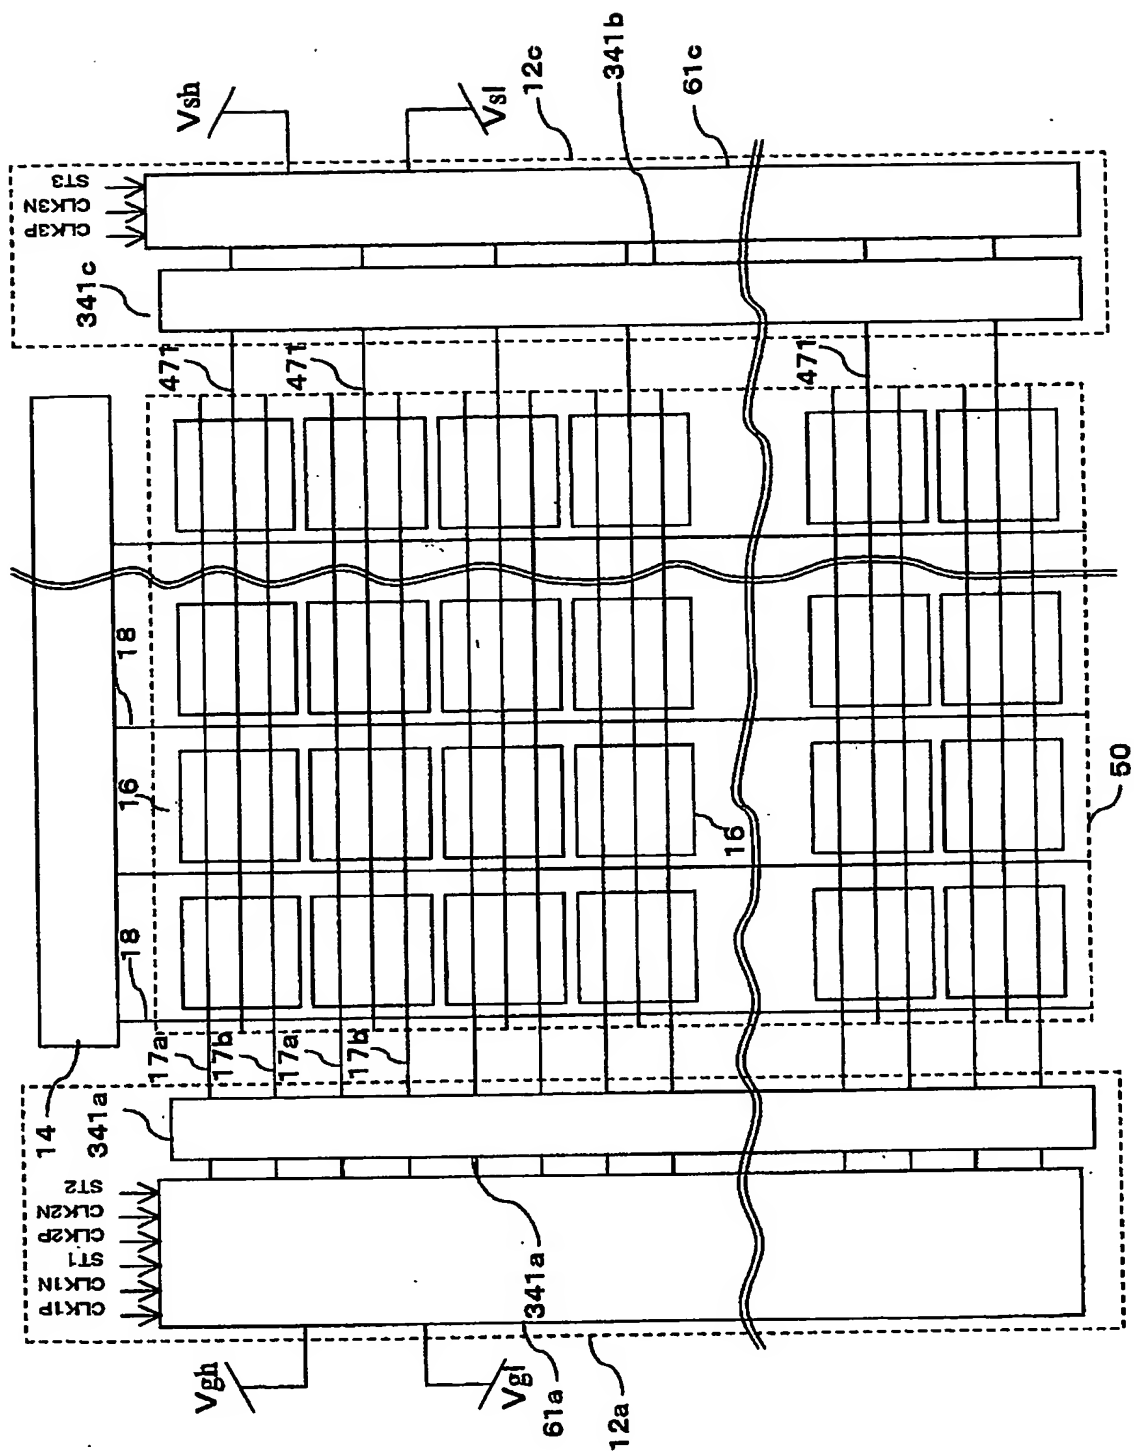 Vsh
Vsl
12c
341b
61c
ST3
CLK3N
CLK3P
341c
471
471
471
18
16
16
50
18
14
17a
17b
17a
17b
341a
ST2
CLK2N
CLK2P
ST1
CLK1N
CLK1P
341a
Vgh
Vgl
61a
12a